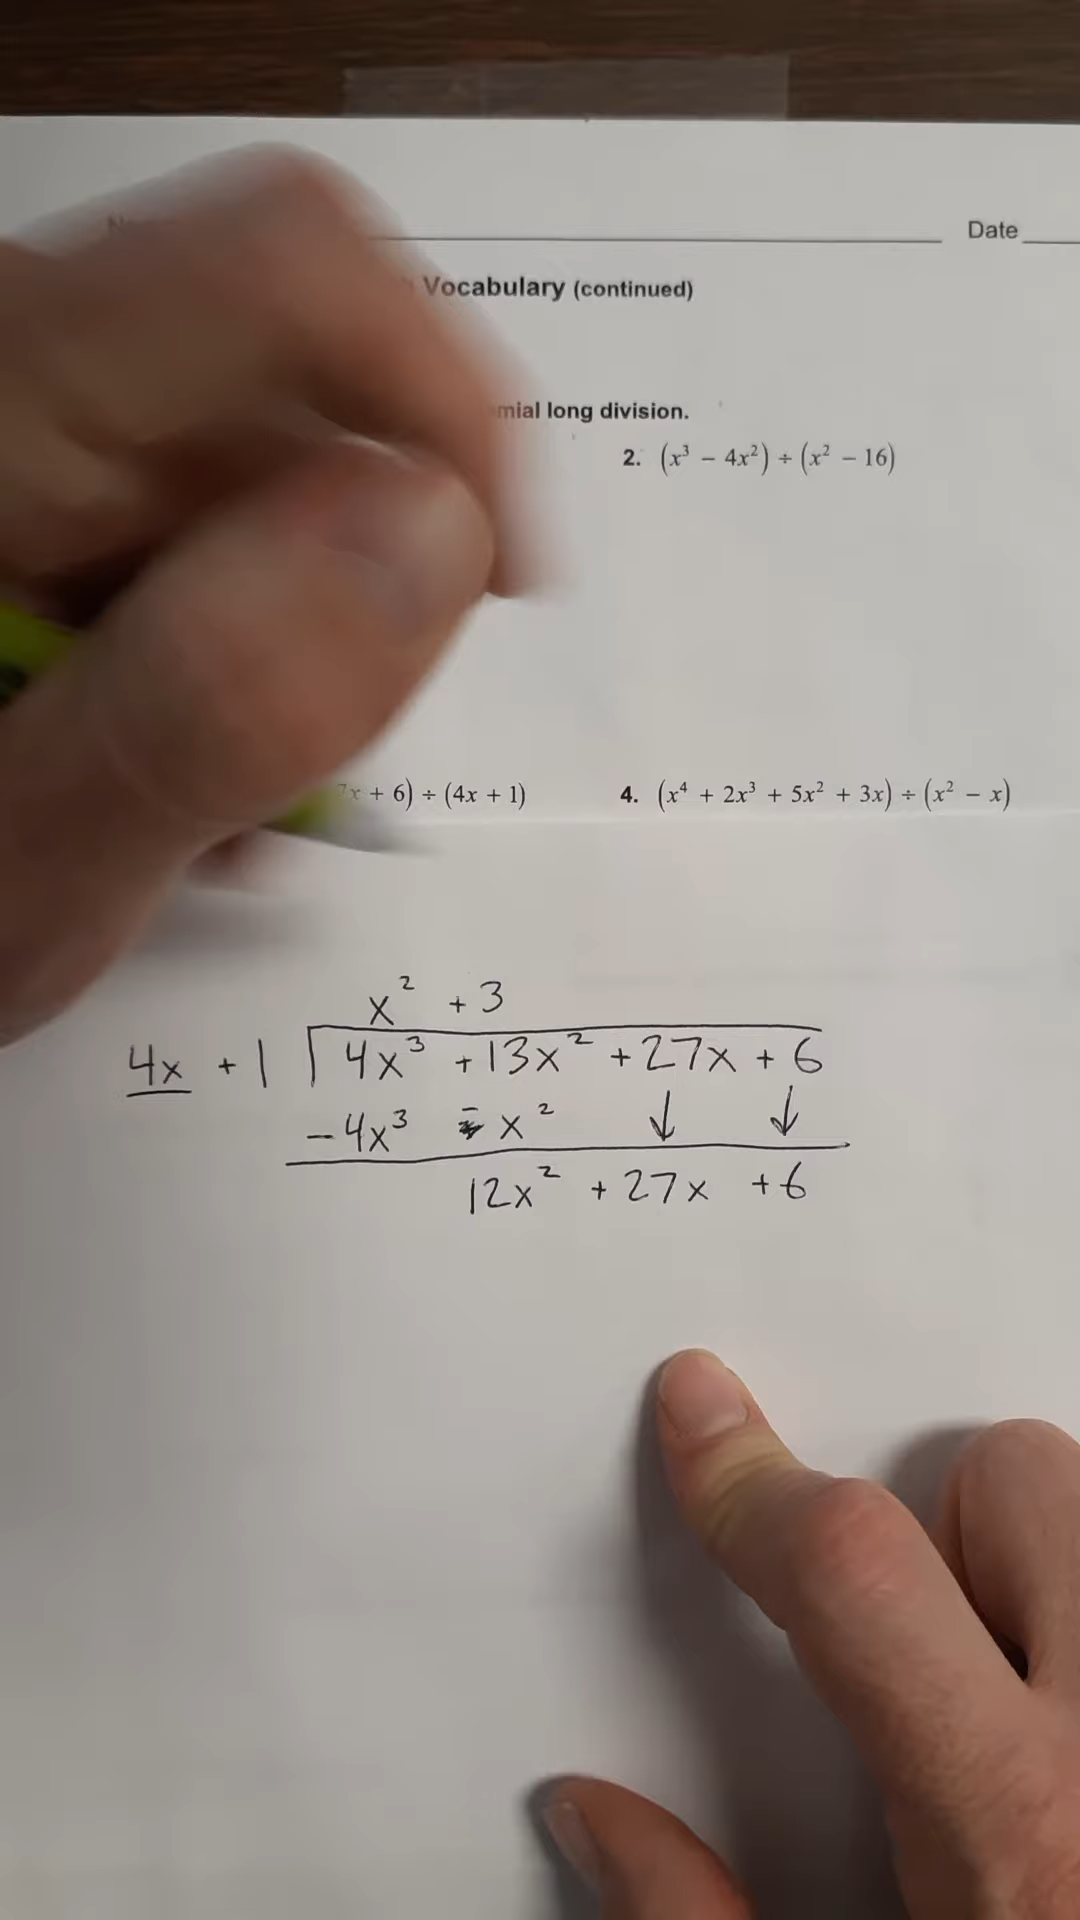 Date
Vocabulary (continued)
mial long division.
2. (x³ − 4x²) ÷ (x² − 16)
7x + 6) ÷ (4x + 1)
4. (x⁴ + 2x³ + 5x² + 3x) ÷ (x² − x)
x² + 3
4x + 1 4x³ + 13x² + 27x + 6
− 4x³ − x² ↓ ↓
12x² + 27x + 6